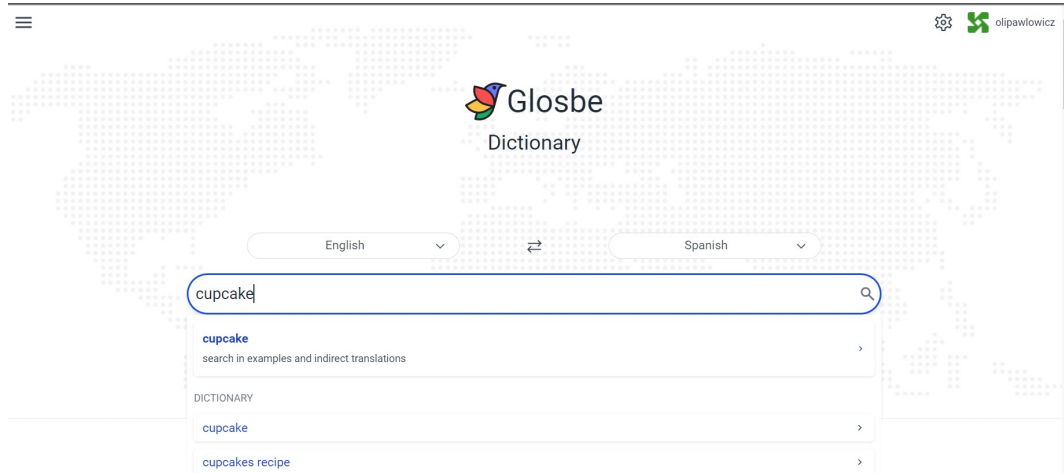 olipawlowicz
Glosbe
Dictionary
English
Spanish
cupcake
cupcake
search in examples and indirect translations
DICTIONARY
cupcake
cupcakes recipe